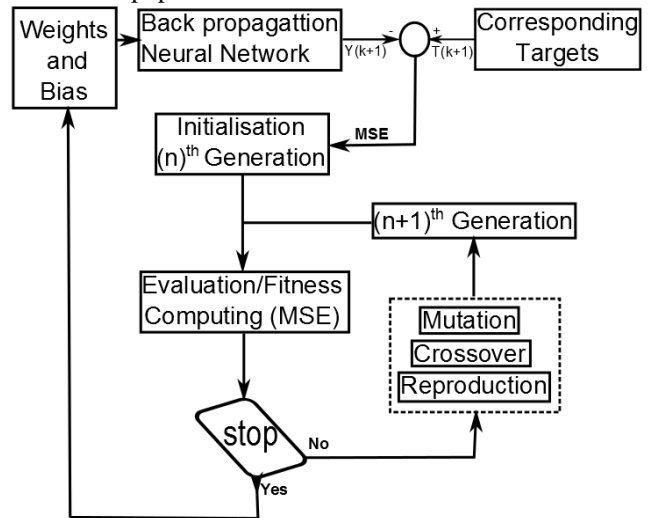 Weights
and
Bias
Back propagattion
Neural Network
Y(k+1)
-
+
T(k+1)
Corresponding
Targets
MSE
Initialisation
(n)th Generation
(n+1)th Generation
Evaluation/Fitness
Computing (MSE)
Mutation
Crossover
Reproduction
stop
No
Yes